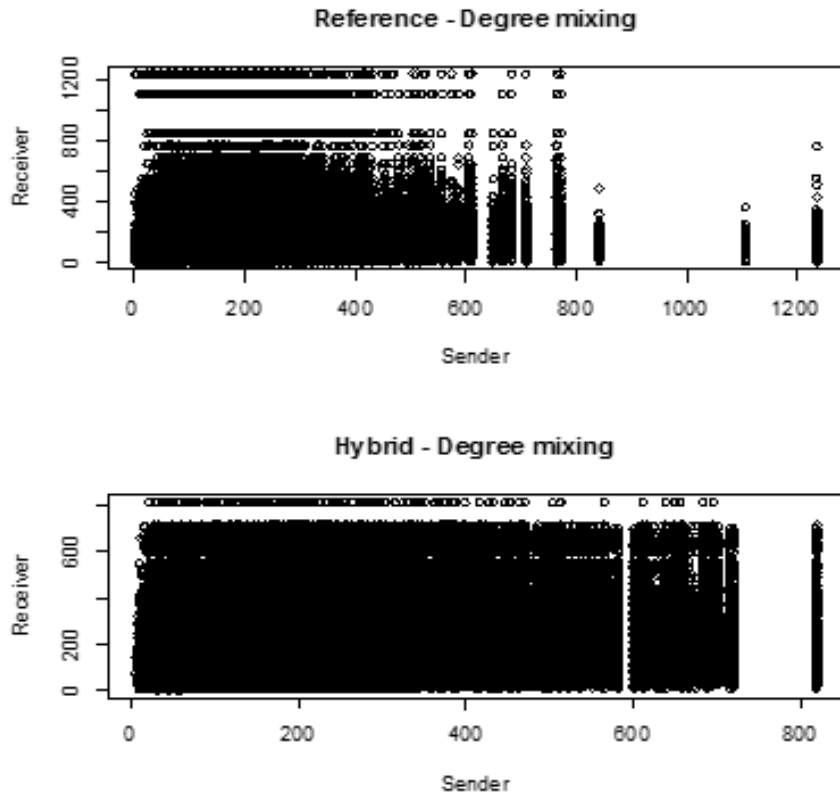 Reference - Degree mixing
Receiver
1200
800
400
0
0 200 400 600 800 1000 1200
Sender
Hybrid - Degree mixing
Receiver
600
200
0
0 200 400 600 800
Sender